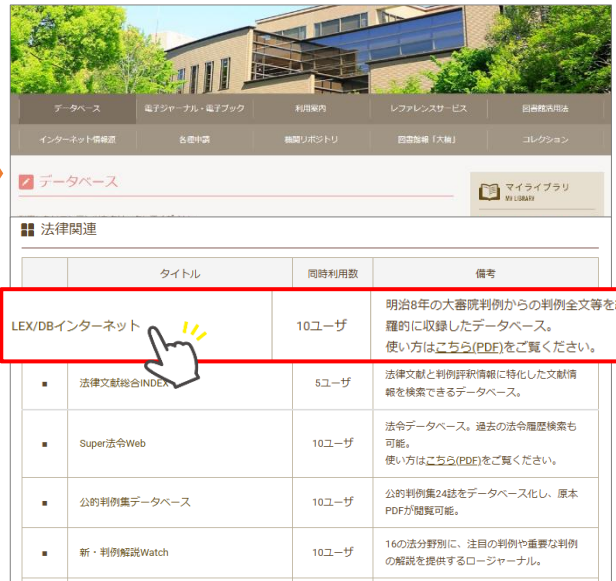 データベース 電子ジャーナル・電子ブック 利用案内 レファレンスサービス 図書館活用法
インターネット情報源 各種申請 機関リポジトリ 図書館報「大樟」 コレクション
データベース
マイライブラリ
MY LIBRARY
法律関連
タイトル 同時利用数 備考
LEX/DBインターネット 10ユーザ 明治8年の大審院判例からの判例全文等を
羅的に収録したデータベース。
使い方はこちら(PDF)をご覧ください。
■ 法律文献総合INDEX 5ユーザ 法律文献と判例評釈情報に特化した文献情
報を検索できるデータベース。
■ Super法令Web 10ユーザ 法令データベース。過去の法令履歴検索も
可能。
使い方はこちら(PDF)をご覧ください。
■ 公的判例集データベース 10ユーザ 公的判例集24誌をデータベース化し、原本
PDFが閲覧可能。
■ 新・判例解説Watch 10ユーザ 16の法分野別に、注目の判例や重要な判例
の解説を提供するロージャーナル。